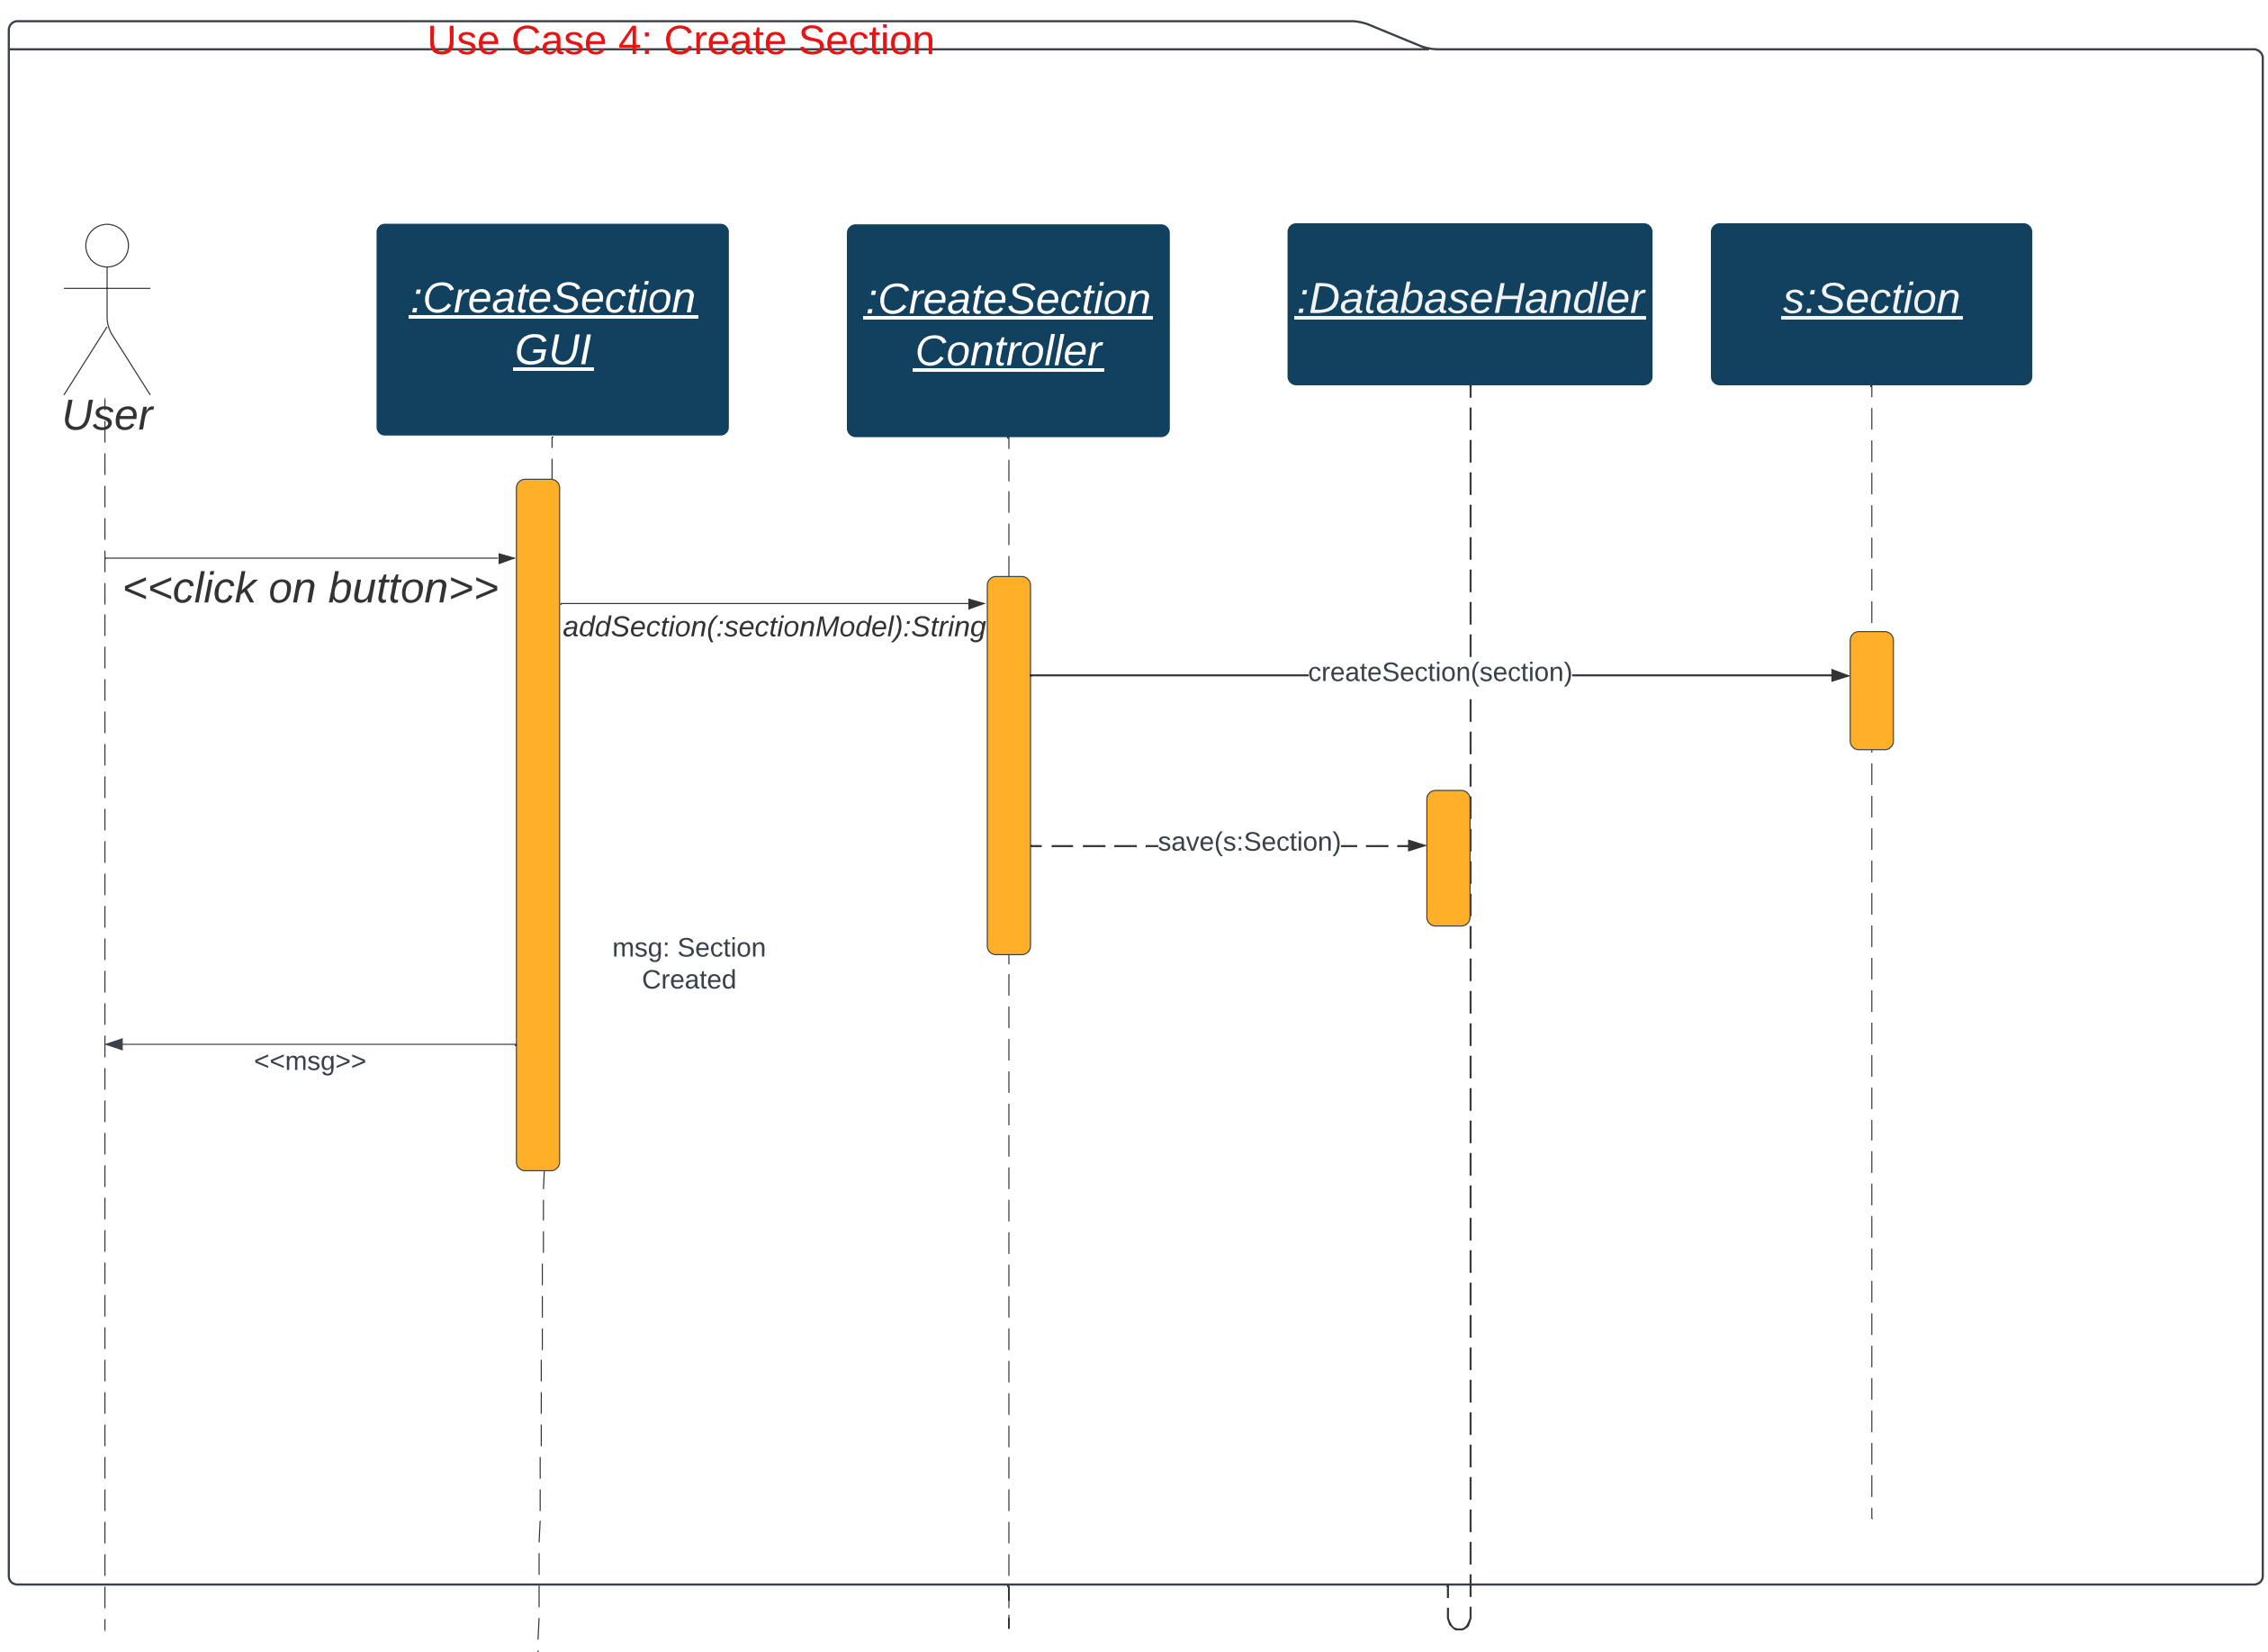 Use Case 4: Create Section
User
:CreateSection
GUI
:CreateSection
Controller
:DatabaseHandler
s:Section
<<click on button>>
addSection(:sectionModel):String
createSection(section)
save(s:Section)
msg: Section
Created
<<msg>>